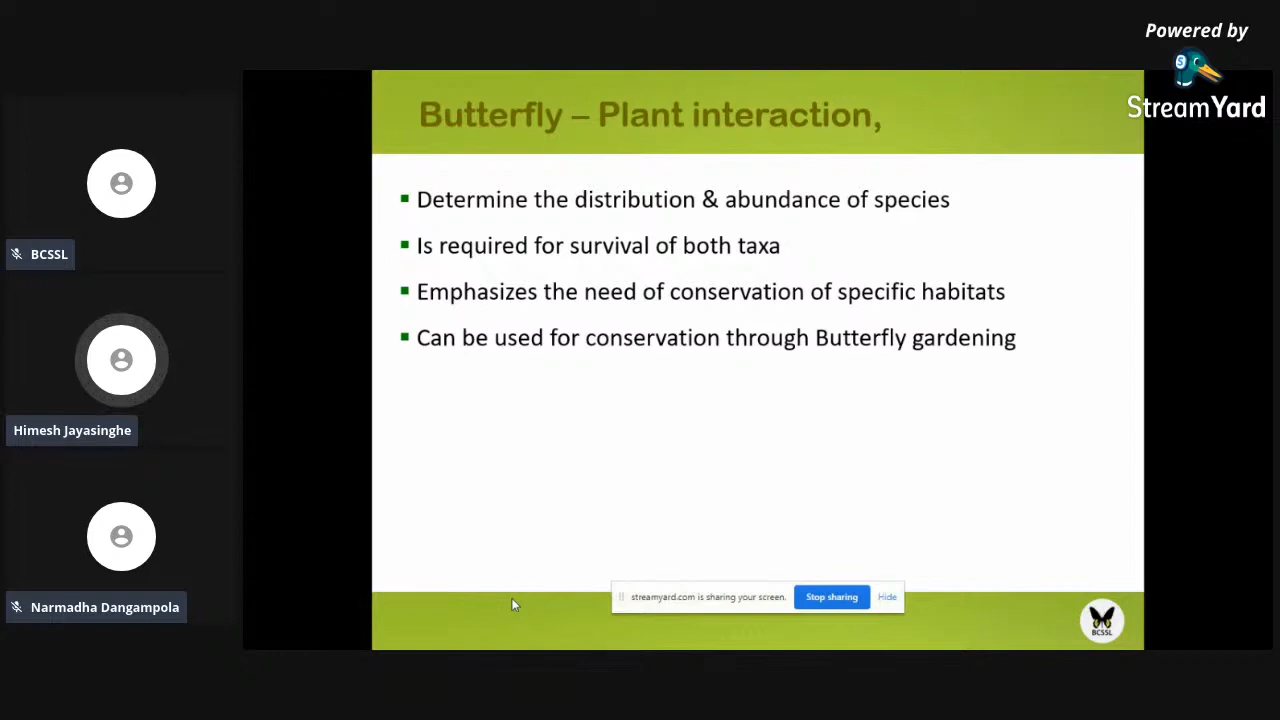 Powered by
StreamYard
Butterfly – Plant interaction,
Determine the distribution & abundance of species
Is required for survival of both taxa
Emphasizes the need of conservation of specific habitats
Can be used for conservation through Butterfly gardening
BCSSL
Himesh Jayasinghe
Narmadha Dangampola
streamyard.com is sharing your screen. Stop sharing Hide
BCSSL